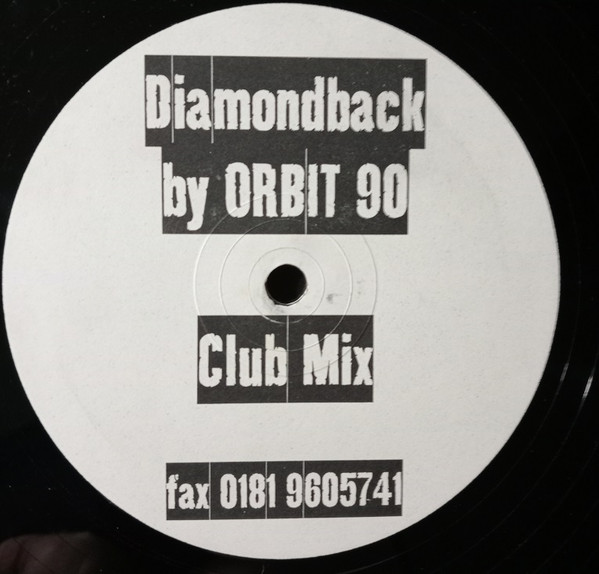 Diamondback
by ORBIT 90
Club Mix
fax 0181 9605741